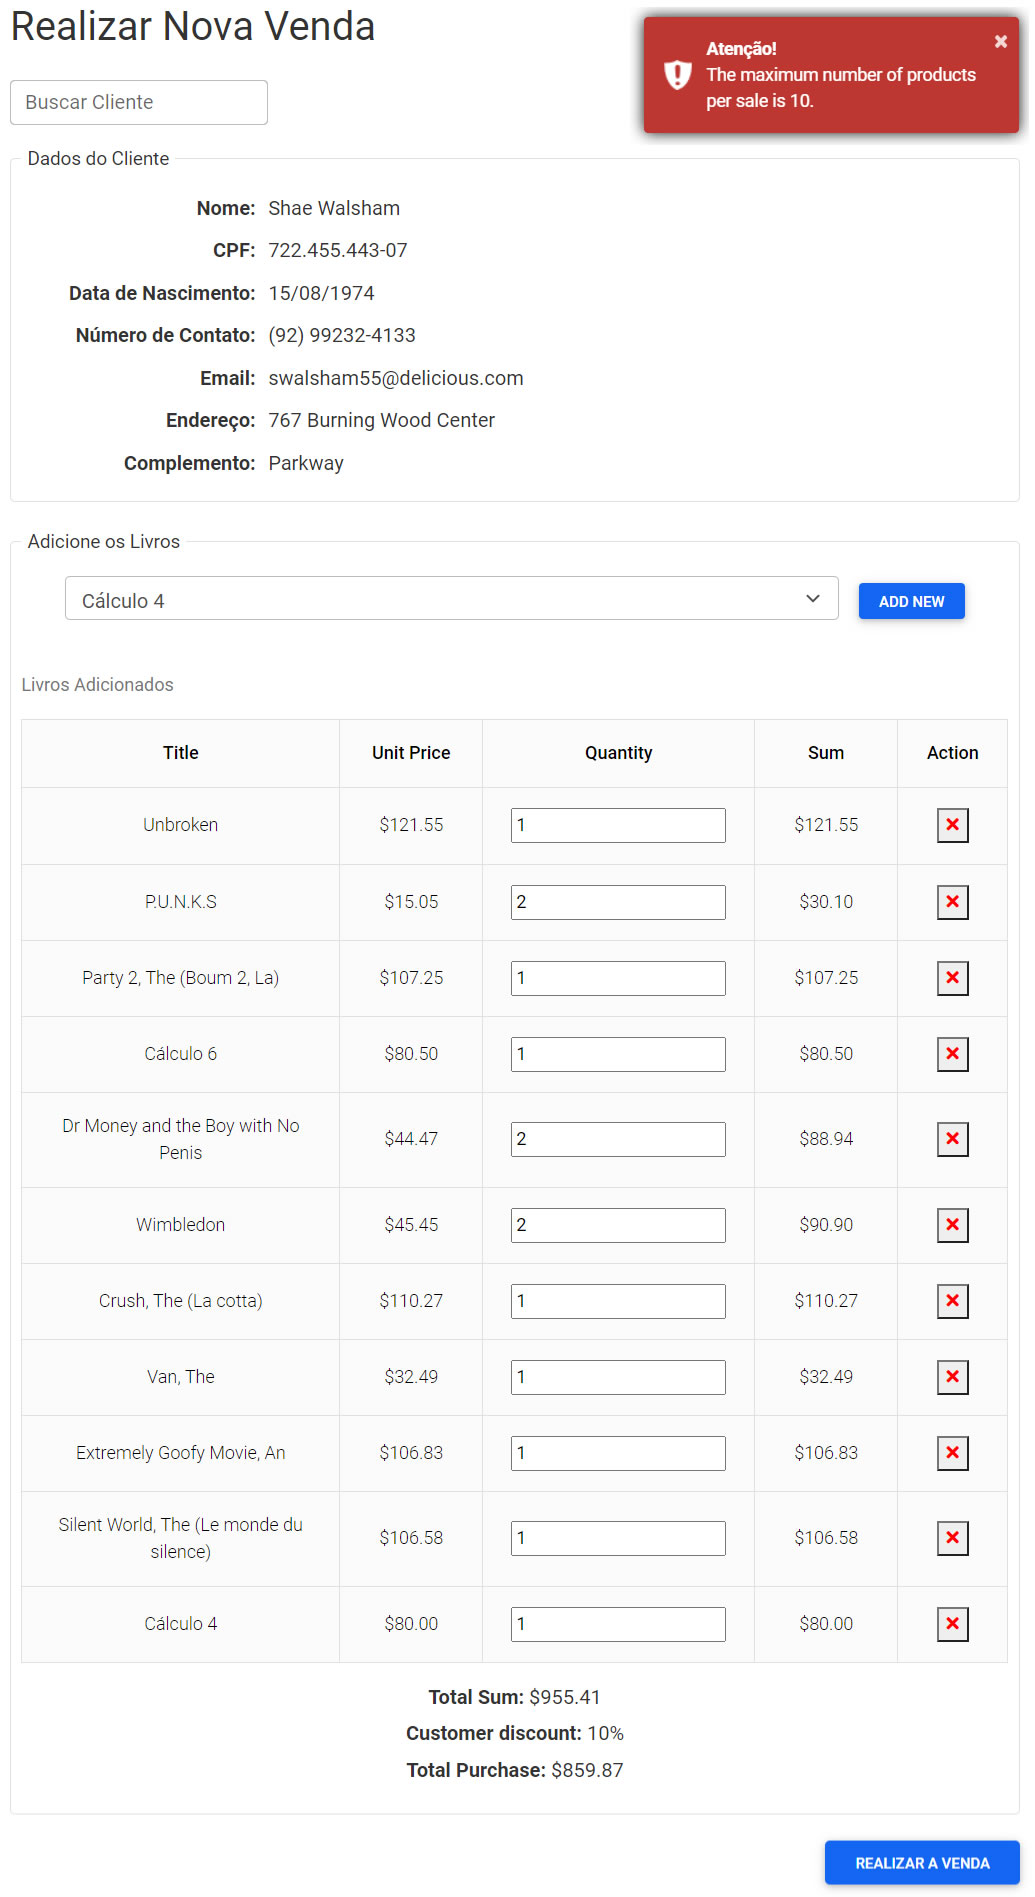 Realizar Nova Venda
Atenção!
The maximum number of products
per sale is 10.
Buscar Cliente
Dados do Cliente
Nome: Shae Walsham
CPF: 722.455.443-07
Data de Nascimento: 15/08/1974
Número de Contato: (92) 99232-4133
Email: swalsham55@delicious.com
Endereço: 767 Burning Wood Center
Complemento: Parkway
Adicione os Livros
Cálculo 4
ADD NEW
Livros Adicionados
Title Unit Price Quantity Sum Action
Unbroken $121.55 1 $121.55
P.U.N.K.S $15.05 2 $30.10
Party 2, The (Boum 2, La) $107.25 1 $107.25
Cálculo 6 $80.50 1 $80.50
Dr Money and the Boy with No
Penis $44.47 2 $88.94
Wimbledon $45.45 2 $90.90
Crush, The (La cotta) $110.27 1 $110.27
Van, The $32.49 1 $32.49
Extremely Goofy Movie, An $106.83 1 $106.83
Silent World, The (Le monde du
silence) $106.58 1 $106.58
Cálculo 4 $80.00 1 $80.00
Total Sum: $955.41
Customer discount: 10%
Total Purchase: $859.87
REALIZAR A VENDA